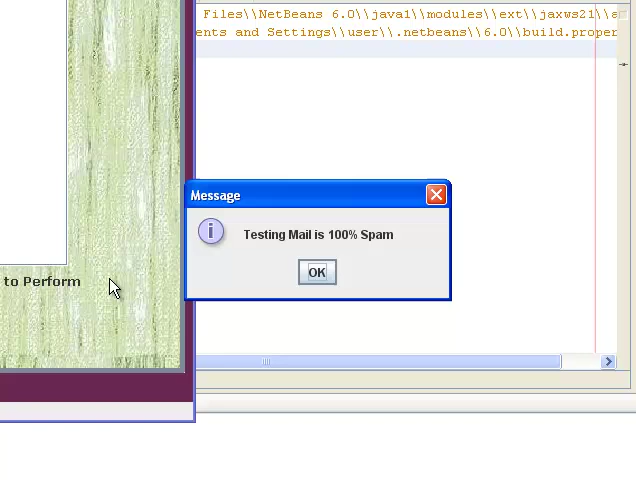 Files\\NetBeans 6.0\\java1\\modules\\ext\\jaxws21\\
ents and Settings\\user\\.netbeans\\6.0\\build.proper
Message
Testing Mail is 100% Spam
OK
to Perform